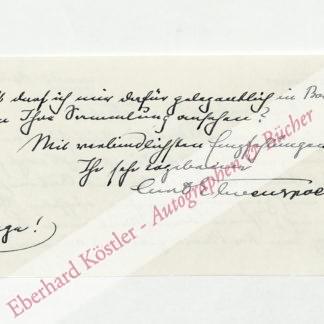 darf ich mir dafür gelegentlich in
Ihre Sammlung ansehen?
Mit verbindlichsten Empfehlungen
Ihr sehr ergebener
Eberhard Köstler - Autographen & Bücher